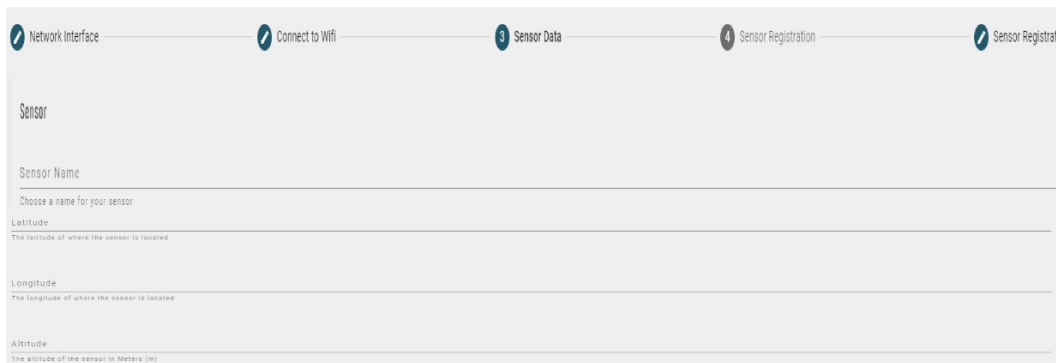 Network Interface
Connect to Wifi
3 Sensor Data
4 Sensor Registration
Sensor
Sensor
Sensor Name
Choose a name for your sensor
Latitude
The latitude of where the sensor is located
Longitude
The longitude of where the sensor is located
Altitude
The altitude of the sensor in Meters (m)